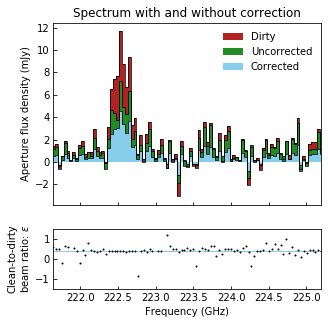 Spectrum with and without correction
Aperture flux density (mJy)
12
10
8
6
4
2
0
−2
Dirty
Uncorrected
Corrected
Clean-to-dirty
beam ratio: ε
1
0
−1
222.0 222.5 223.0 223.5 224.0 224.5 225.0
Frequency (GHz)